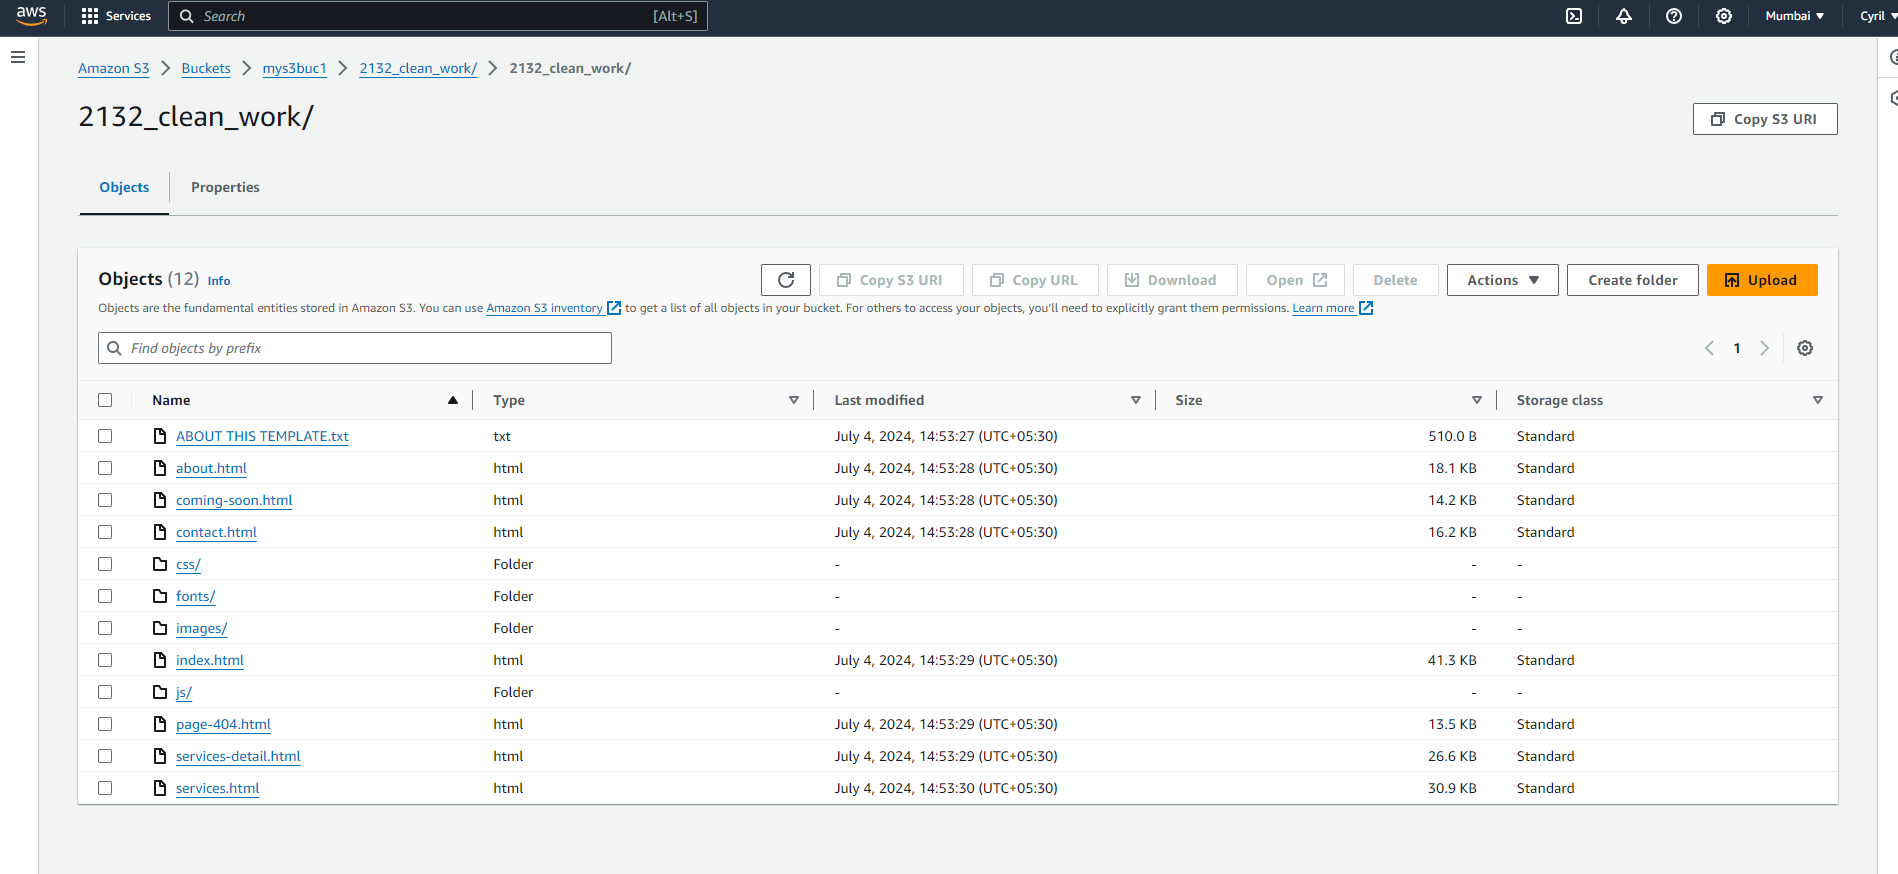 aws Services Search [Alt+S] Mumbai Cyril
Amazon S3 Buckets mys3buc1 2132_clean_work/ 2132_clean_work/
2132_clean_work/
Copy S3 URI
Objects Properties
Objects (12) Info
Copy S3 URI Copy URL Download Open Delete Actions Create folder Upload
Objects are the fundamental entities stored in Amazon S3. You can use Amazon S3 inventory to get a list of all objects in your bucket. For others to access your objects, you'll need to explicitly grant them permissions. Learn more
Find objects by prefix
1
Name Type Last modified Size Storage class
ABOUT THIS TEMPLATE.txt txt July 4, 2024, 14:53:27 (UTC+05:30) 510.0 B Standard
about.html html July 4, 2024, 14:53:28 (UTC+05:30) 18.1 KB Standard
coming-soon.html html July 4, 2024, 14:53:28 (UTC+05:30) 14.2 KB Standard
contact.html html July 4, 2024, 14:53:28 (UTC+05:30) 16.2 KB Standard
css/ Folder - - -
fonts/ Folder - - -
images/ Folder - - -
index.html html July 4, 2024, 14:53:29 (UTC+05:30) 41.3 KB Standard
js/ Folder - - -
page-404.html html July 4, 2024, 14:53:29 (UTC+05:30) 13.5 KB Standard
services-detail.html html July 4, 2024, 14:53:29 (UTC+05:30) 26.6 KB Standard
services.html html July 4, 2024, 14:53:30 (UTC+05:30) 30.9 KB Standard